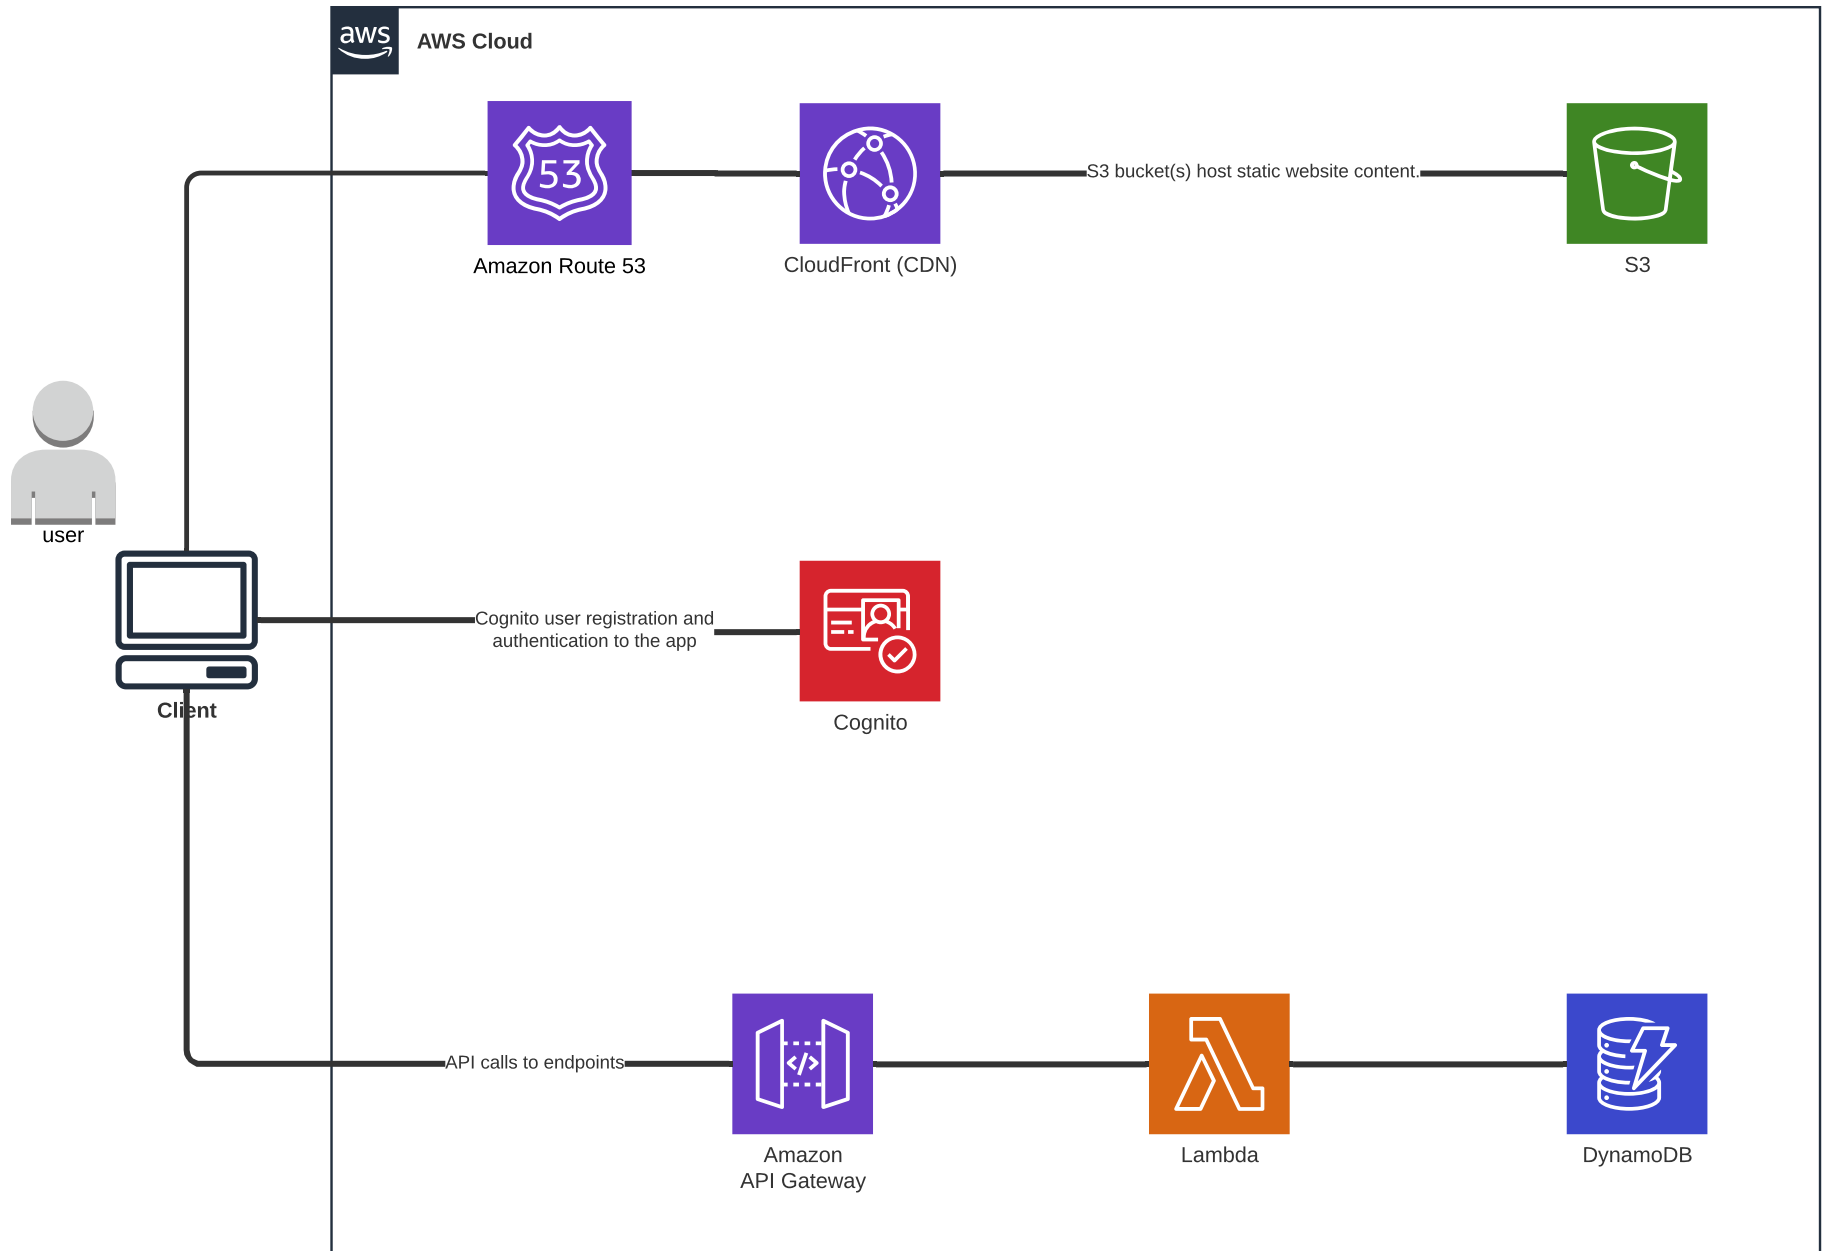 aws
AWS Cloud
53
Amazon Route 53
CloudFront (CDN)
S3 bucket(s) host static website content.
S3
user
Client
Cognito user registration and
authentication to the app
Cognito
API calls to endpoints
</>
Amazon
API Gateway
Lambda
DynamoDB